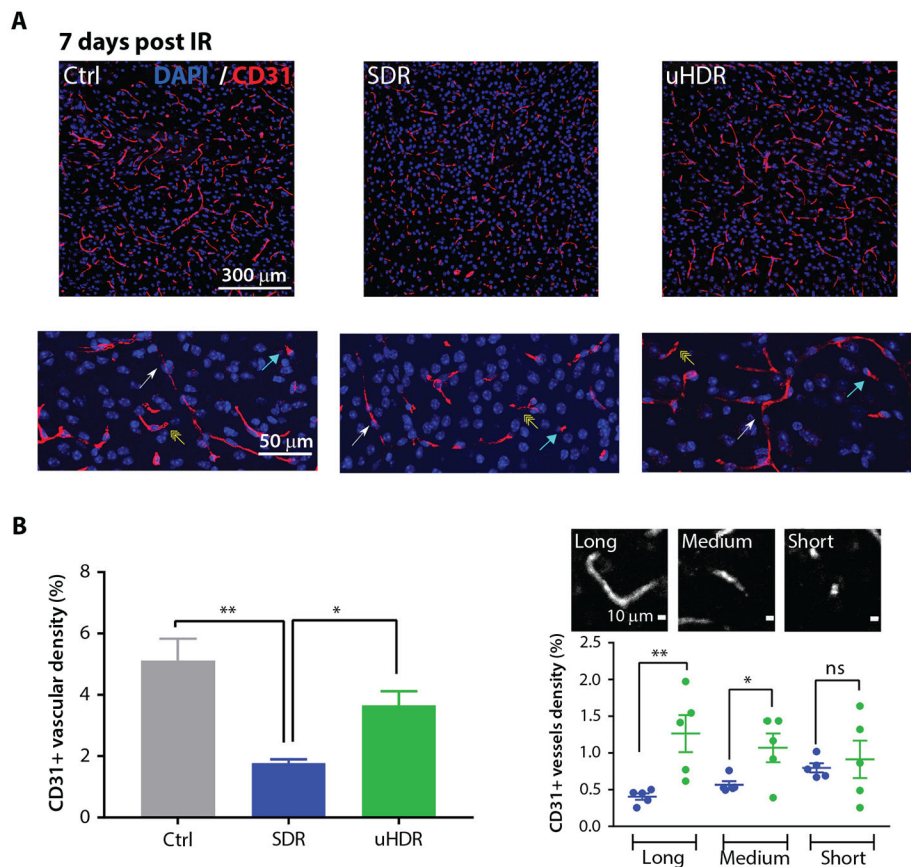 A
7 days post IR
Ctrl DAPI / CD31
SDR
uHDR
300 μm
50 μm
B
CD31+ vascular density (%)
8
6
4
2
0
**
*
Ctrl SDR uHDR
Long Medium Short
10 μm
CD31+ vessels density (%)
2.5
2.0
1.5
1.0
0.5
0.0
**
*
ns
Long Medium Short